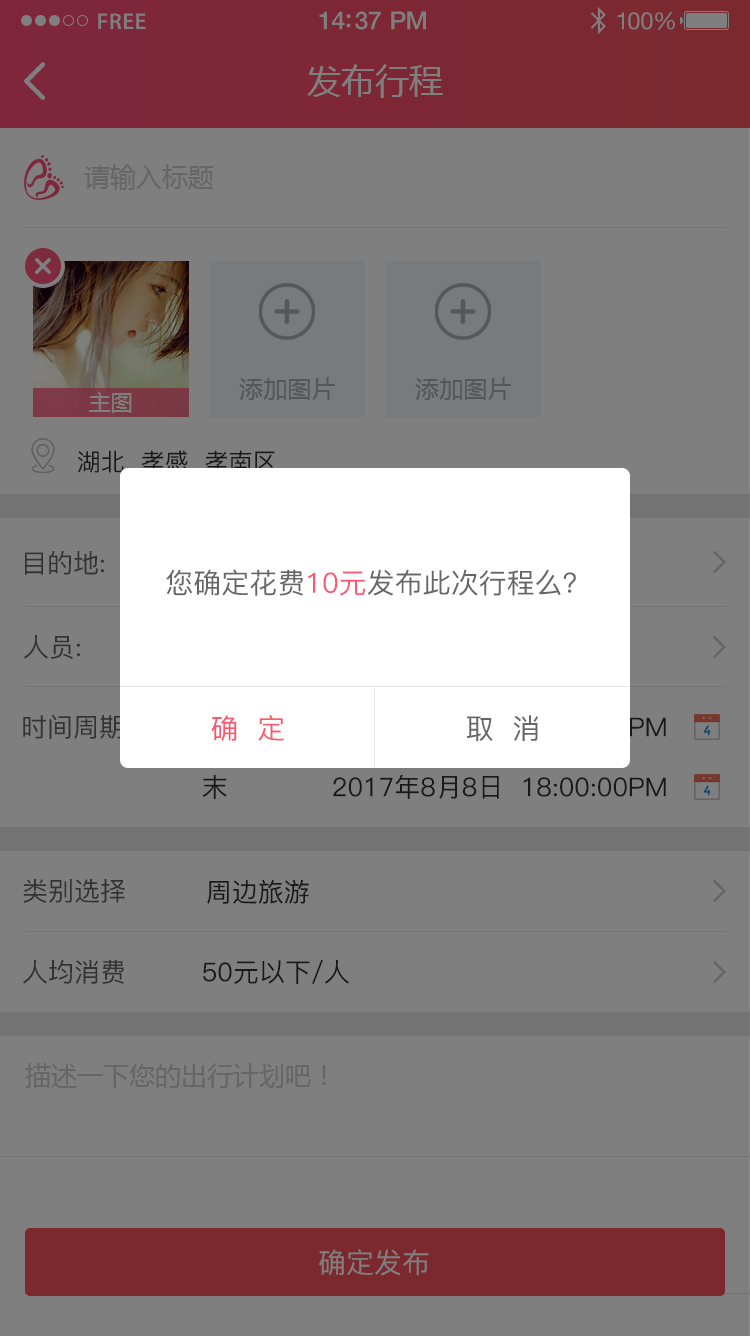 FREE 14:37 PM 100%
发布行程
请输入标题
主图 添加图片 添加图片
湖北 孝感 孝南区
目的地:
您确定花费10元发布此次行程么?
人员:
时间周期 PM 4
确 定 取 消
末 2017年8月8日 18:00:00PM 4
类别选择 周边旅游
人均消费 50元以下/人
描述一下您的出行计划吧！
确定发布